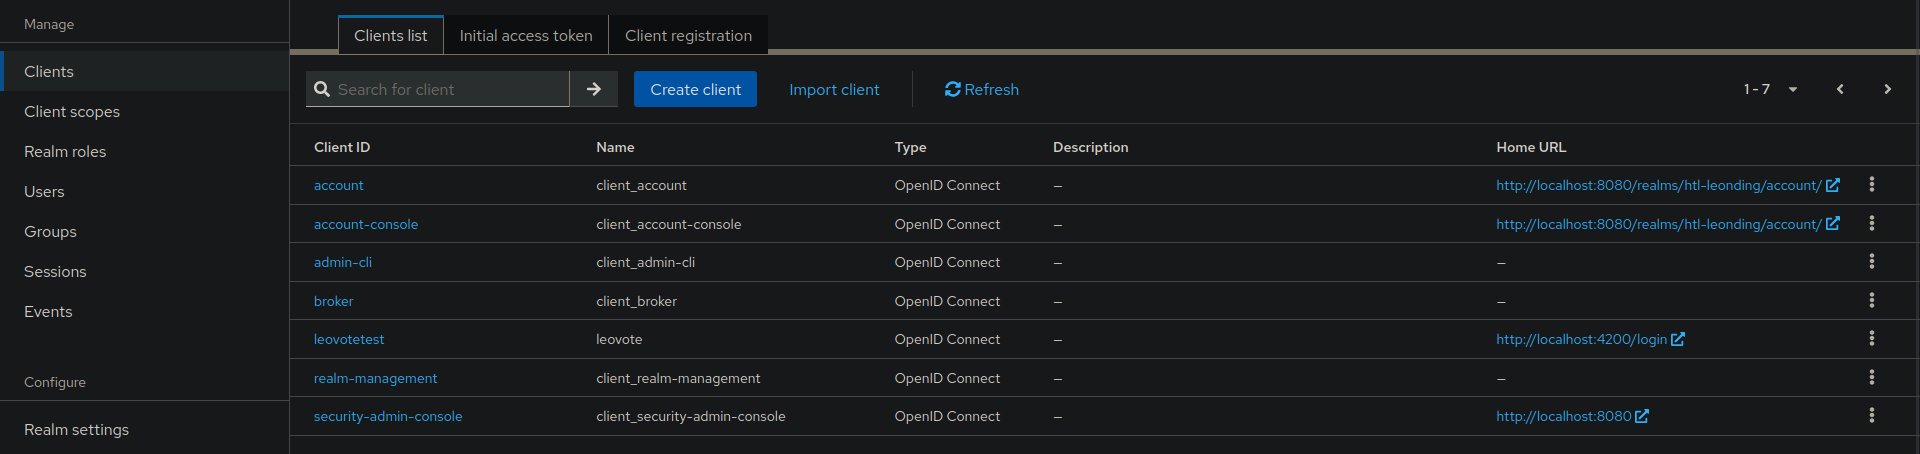 Manage
Clients
Client scopes
Realm roles
Users
Groups
Sessions
Events
Configure
Realm settings
Clients list Initial access token Client registration
Search for client Create client Import client Refresh 1 - 7
Client ID Name Type Description Home URL
account client_account OpenID Connect – http://localhost:8080/realms/htl-leonding/account/
account-console client_account-console OpenID Connect – http://localhost:8080/realms/htl-leonding/account/
admin-cli client_admin-cli OpenID Connect – –
broker client_broker OpenID Connect – –
leovotetest leovote OpenID Connect – http://localhost:4200/login
realm-management client_realm-management OpenID Connect – –
security-admin-console client_security-admin-console OpenID Connect – http://localhost:8080